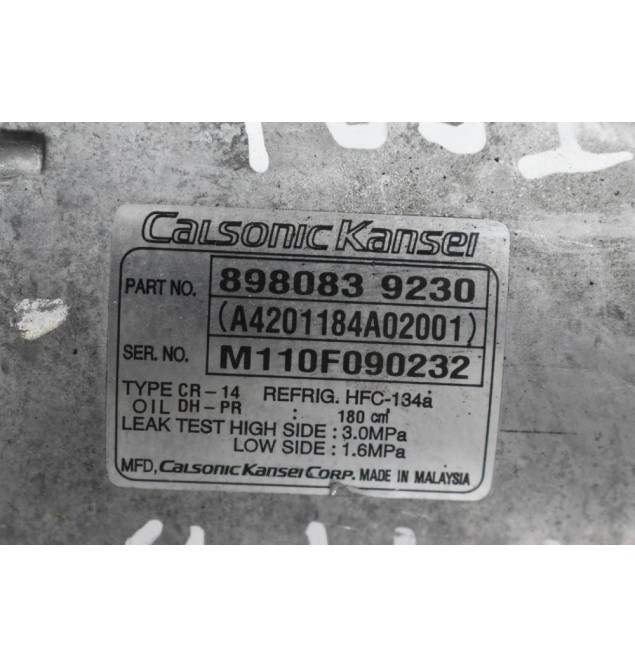 Calsonic Kansei
PART NO. 898083 9230
(A4201184A02001)
SER. NO. M110F090232
TYPE CR-14 REFRIG. HFC-134a
OIL DH-PR : 180 cm³
LEAK TEST HIGH SIDE : 3.0MPa
LOW SIDE : 1.6MPa
MFD, CALSONIC KANSEI CORP. MADE IN MALAYSIA